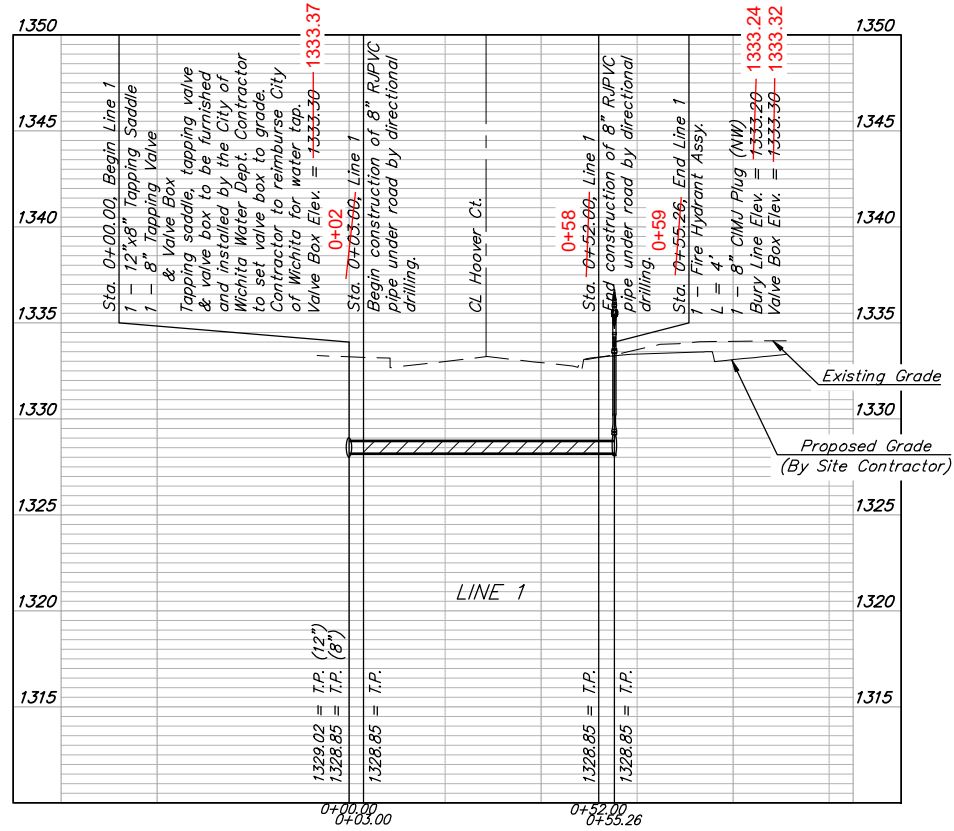 1350
1350
1345
1345
1340
1340
1335
1335
1330
1330
1325
1325
1320
1320
1315
1315
Sta. 0+00.00, Begin Line 1
1 - 12"x8" Tapping Saddle
1 - 8" Tapping Valve
& Valve Box
Tapping saddle, tapping valve
& valve box to be furnished
and installed by the City of
Wichita Water Dept. Contractor
to set valve box to grade.
Contractor to reimburse City
of Wichita for water tap.
Valve Box Elev. = 1333.30 1333.37
0+02
Sta. 0+03.00, Line 1
Begin construction of 8" RJPVC
pipe under road by directional
drilling.
CL Hoover Ct.
0+58
Sta. 0+52.00, Line 1
End construction of 8" RJPVC
pipe under road by directional
drilling.
0+59
Sta. 0+55.26, End Line 1
1 - Fire Hydrant Assy.
L = 4'
1 - 8" CIMJ Plug (NW)
Bury Line Elev. = 1333.20 1333.24
Valve Box Elev. = 1333.30 1333.32
Existing Grade
Proposed Grade
(By Site Contractor)
LINE 1
1329.02 = T.P. (12")
1328.85 = T.P. (8")
1328.85 = T.P.
1328.85 = T.P.
1328.85 = T.P.
0+00.00
0+03.00
0+52.00
0+55.26